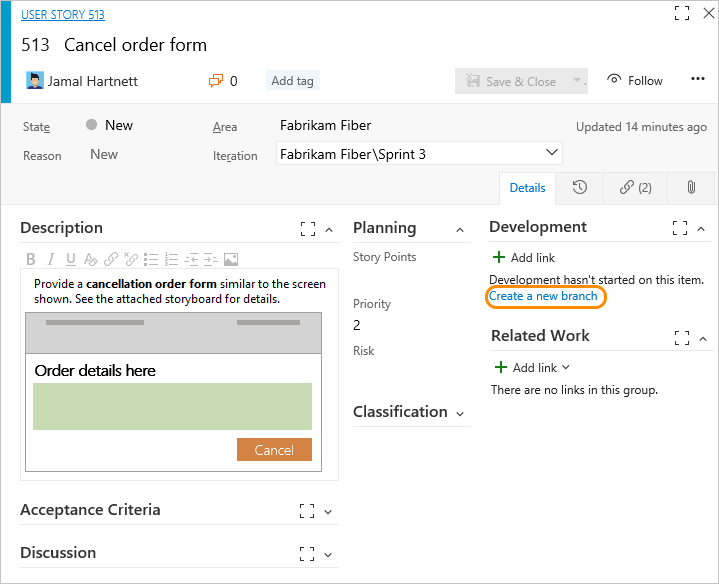 USER STORY 513
513 Cancel order form
Jamal Hartnett
0
Add tag
Save & Close
Follow
State
New
Area
Fabrikam Fiber
Updated 14 minutes ago
Reason
New
Iteration
Fabrikam Fiber\Sprint 3
Details
(2)
Description
B I U A
Provide a cancellation order form similar to the screen
shown. See the attached storyboard for details.
Order details here
Cancel
Acceptance Criteria
Discussion
Planning
Story Points
Priority
2
Risk
Classification
Development
Add link
Development hasn't started on this item.
Create a new branch
Related Work
Add link
There are no links in this group.